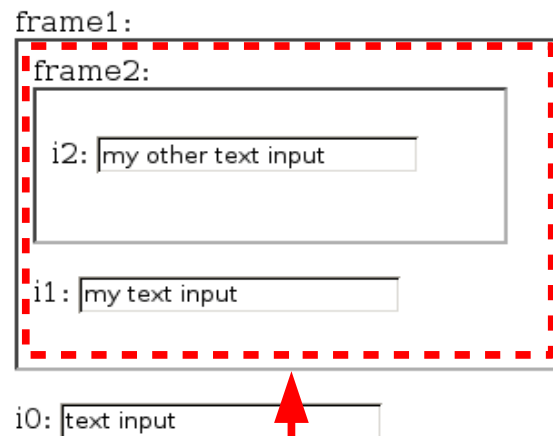 frame1:
frame2:
i2: my other text input
i1: my text input
i0: text input